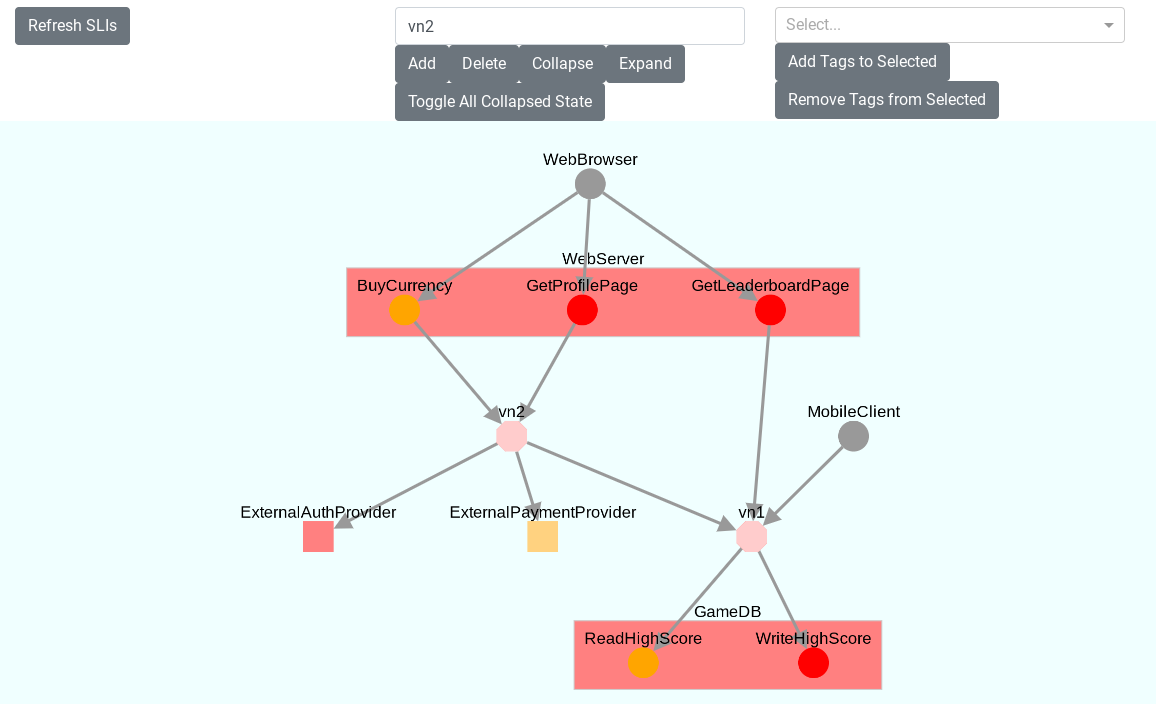 Refresh SLIs
vn2
Select...
Add
Delete
Collapse
Expand
Add Tags to Selected
Toggle All Collapsed State
Remove Tags from Selected
WebBrowser
WebServer
BuyCurrency
GetProfilePage
GetLeaderboardPage
vn2
MobileClient
ExternalAuthProvider
ExternalPaymentProvider
vn1
GameDB
ReadHighScore
WriteHighScore